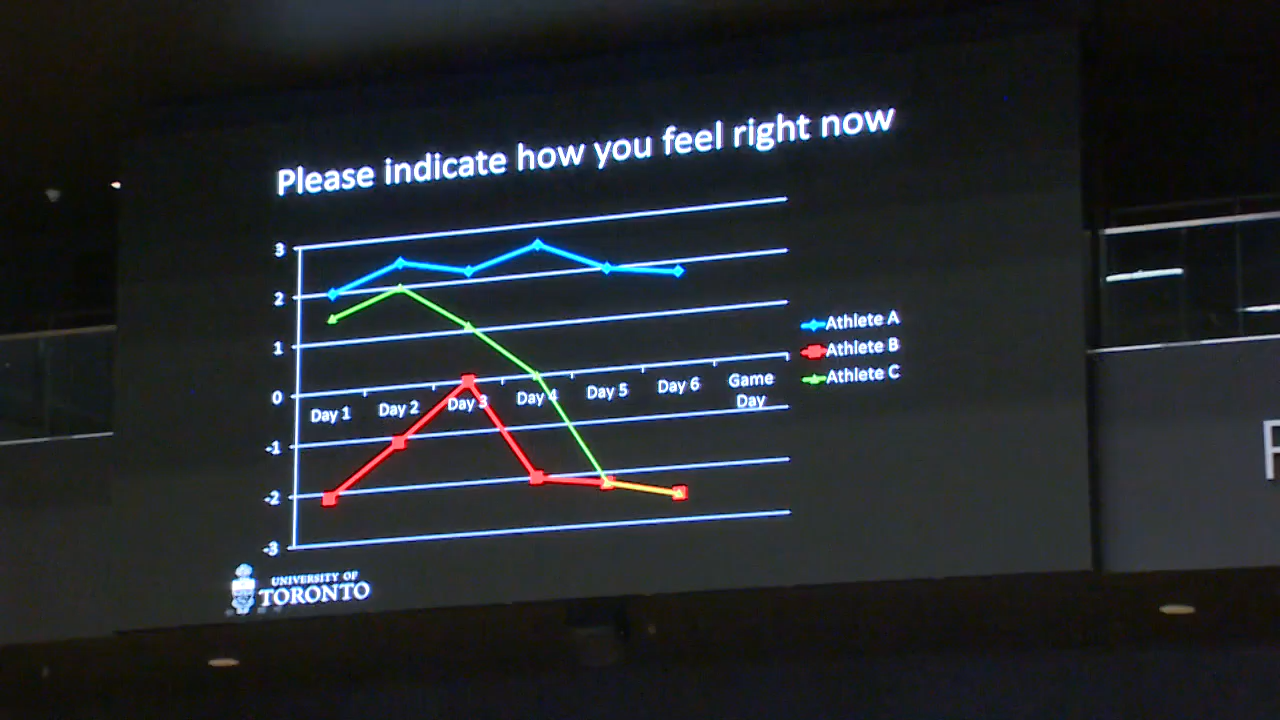 Please indicate how you feel right now
3
2
1
0
-1
-2
-3
Day 1 Day 2 Day 3 Day 4 Day 5 Day 6 Game Day
Athlete A
Athlete B
Athlete C
UNIVERSITY OF
TORONTO